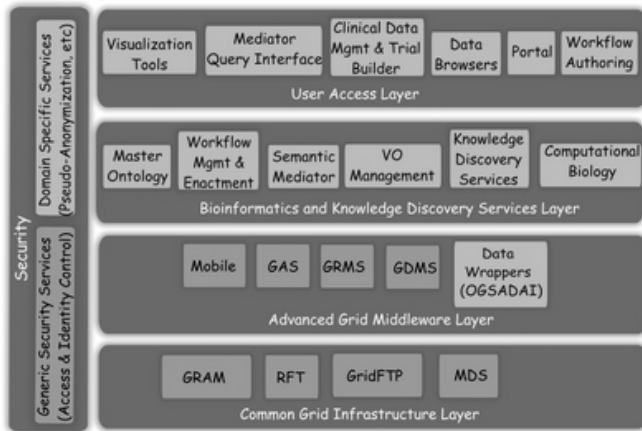 Security
Domain Specific Services
(Pseudo-Anonymization, etc)
Generic Security Services
(Access & Identity Control)
Visualization
Tools
Mediator
Query Interface
Clinical Data
Mgmt & Trial
Builder
Data
Browsers
Portal
Workflow
Authoring
User Access Layer
Master
Ontology
Workflow
Mgmt &
Enactment
Semantic
Mediator
VO
Management
Knowledge
Discovery
Services
Computational
Biology
Bioinformatics and Knowledge Discovery Services Layer
Mobile
GAS
GRMS
GDMS
Data
Wrappers
(OGSADAI)
Advanced Grid Middleware Layer
GRAM
RFT
GridFTP
MDS
Common Grid Infrastructure Layer